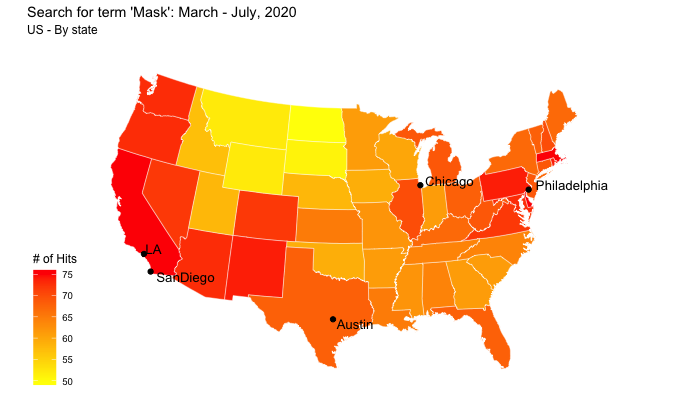 Search for term 'Mask': March - July, 2020
US - By state
Chicago
Philadelphia
LA
SanDiego
Austin
# of Hits
75
70
65
60
55
50